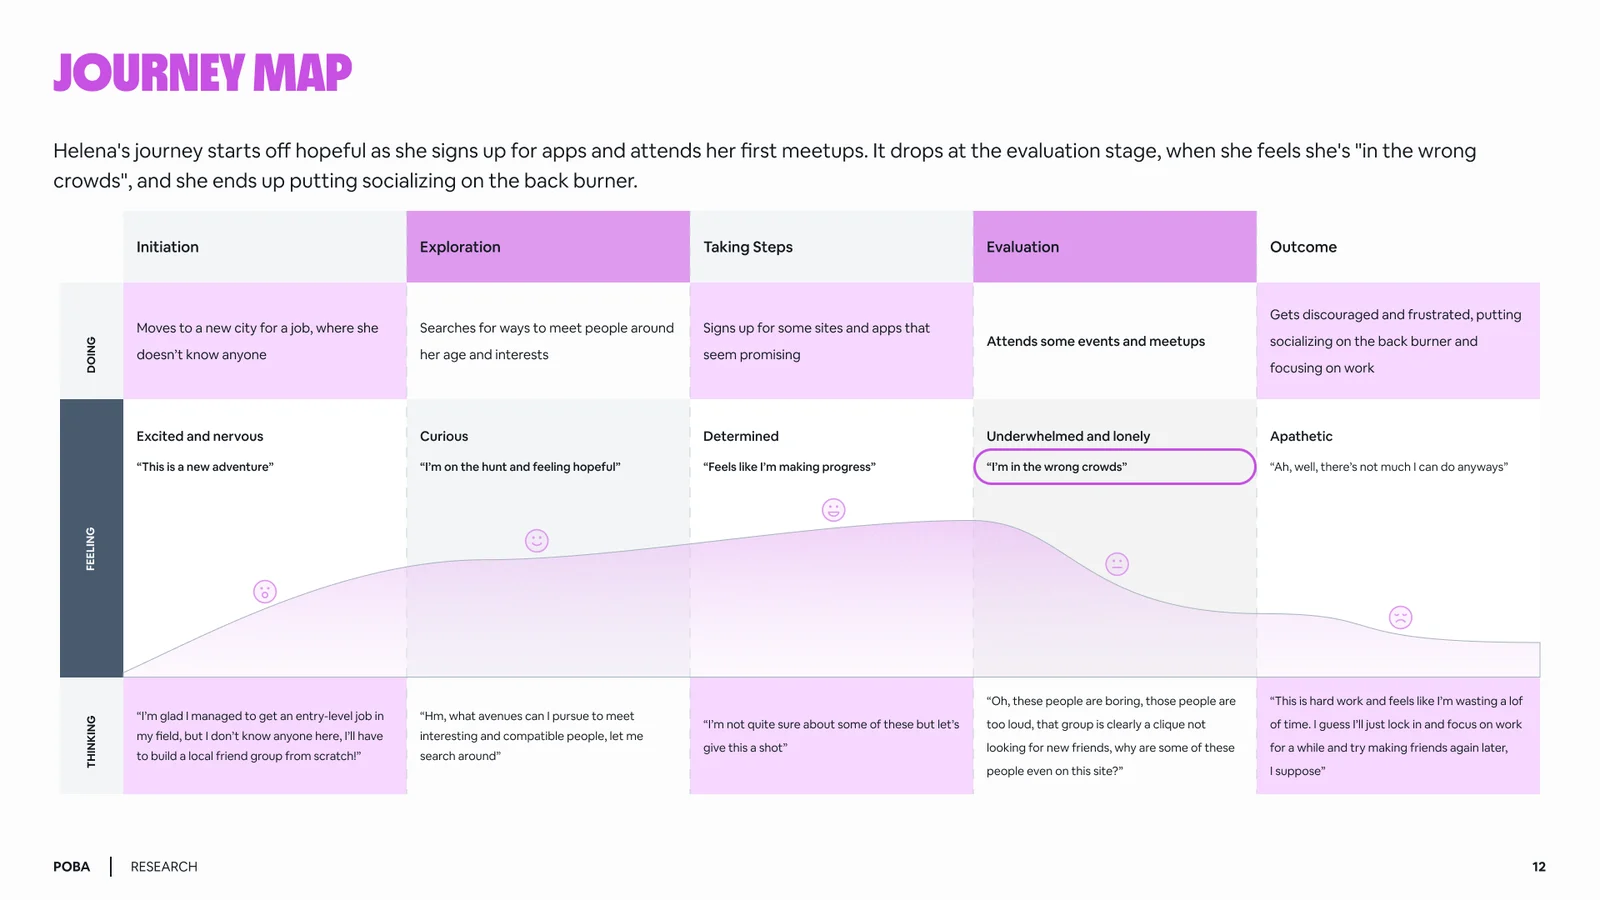 JOURNEY MAP
Helena's journey starts off hopeful as she signs up for apps and attends her first meetups. It drops at the evaluation stage, when she feels she's "in the wrong
crowds", and she ends up putting socializing on the back burner.
Initiation
Exploration
Taking Steps
Evaluation
Outcome
DOING
Moves to a new city for a job, where she
doesn’t know anyone
Searches for ways to meet people around
her age and interests
Signs up for some sites and apps that
seem promising
Attends some events and meetups
Gets discouraged and frustrated, putting
socializing on the back burner and
focusing on work
FEELING
Excited and nervous
“This is a new adventure”
Curious
“I’m on the hunt and feeling hopeful”
Determined
“Feels like I’m making progress”
Underwhelmed and lonely
“I’m in the wrong crowds”
Apathetic
“Ah, well, there’s not much I can do anyways”
THINKING
“I’m glad I managed to get an entry-level job in
my field, but I don’t know anyone here, I’ll have
to build a local friend group from scratch!”
“Hm, what avenues can I pursue to meet
interesting and compatible people, let me
search around”
“I’m not quite sure about some of these but let’s
give this a shot”
“Oh, these people are boring, those people are
too loud, that group is clearly a clique not
looking for new friends, why are some of these
people even on this site?”
“This is hard work and feels like I’m wasting a lot
of time. I guess I’ll just lock in and focus on work
for a while and try making friends again later,
I suppose”
POBA
RESEARCH
12